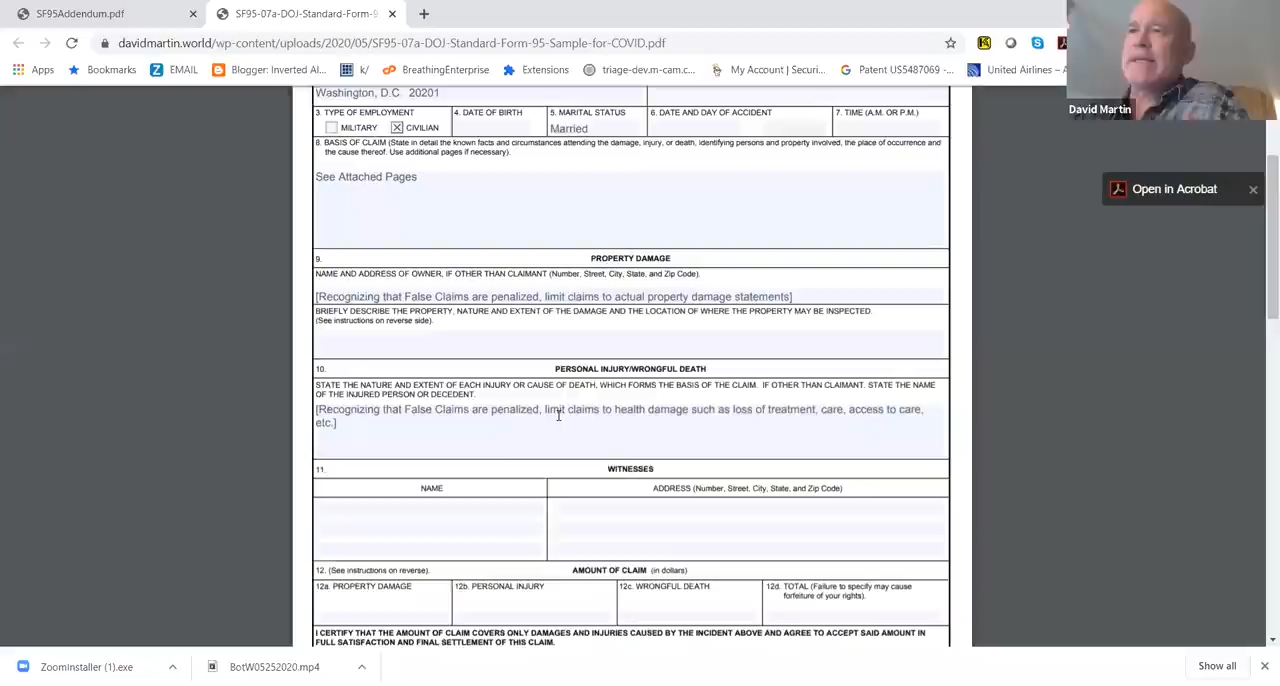 SF95Addendum.pdf
SF95-07a-DOJ-Standard-Form-9
davidmartin.world/wp-content/uploads/2020/05/SF95-07a-DOJ-Standard-Form-95-Sample-for-COVID.pdf
Apps Bookmarks EMAIL Blogger: Inverted Al... k/ BreathingEnterprise Extensions triage-dev.m-cam.c... My Account | Securi... Patent US5487069 -... United Airlines – A
David Martin
Open in Acrobat
Washington, D.C. 20201
3. TYPE OF EMPLOYMENT 4. DATE OF BIRTH 5. MARITAL STATUS 6. DATE AND DAY OF ACCIDENT 7. TIME (A.M. OR P.M.)
MILITARY X CIVILIAN Married
8. BASIS OF CLAIM (State in detail the known facts and circumstances attending the damage, injury, or death, identifying persons and property involved, the place of occurrence and
the cause thereof. Use additional pages if necessary).
See Attached Pages
9. PROPERTY DAMAGE
NAME AND ADDRESS OF OWNER, IF OTHER THAN CLAIMANT (Number, Street, City, State, and Zip Code).
[Recognizing that False Claims are penalized, limit claims to actual property damage statements]
BRIEFLY DESCRIBE THE PROPERTY, NATURE AND EXTENT OF THE DAMAGE AND THE LOCATION OF WHERE THE PROPERTY MAY BE INSPECTED.
(See instructions on reverse side).
10. PERSONAL INJURY/WRONGFUL DEATH
STATE THE NATURE AND EXTENT OF EACH INJURY OR CAUSE OF DEATH, WHICH FORMS THE BASIS OF THE CLAIM. IF OTHER THAN CLAIMANT. STATE THE NAME
OF THE INJURED PERSON OR DECEDENT.
[Recognizing that False Claims are penalized, limit claims to health damage such as loss of treatment, care, access to care,
etc.]
11. WITNESSES
NAME ADDRESS (Number, Street, City, State, and Zip Code)
12. (See instructions on reverse). AMOUNT OF CLAIM (in dollars)
12a. PROPERTY DAMAGE 12b. PERSONAL INJURY 12c. WRONGFUL DEATH 12d. TOTAL (Failure to specify may cause
forfeiture of your rights).
I CERTIFY THAT THE AMOUNT OF CLAIM COVERS ONLY DAMAGES AND INJURIES CAUSED BY THE INCIDENT ABOVE AND AGREE TO ACCEPT SAID AMOUNT IN
FULL SATISFACTION AND FINAL SETTLEMENT OF THIS CLAIM.
ZoomInstaller (1).exe BotW05252020.mp4 Show all